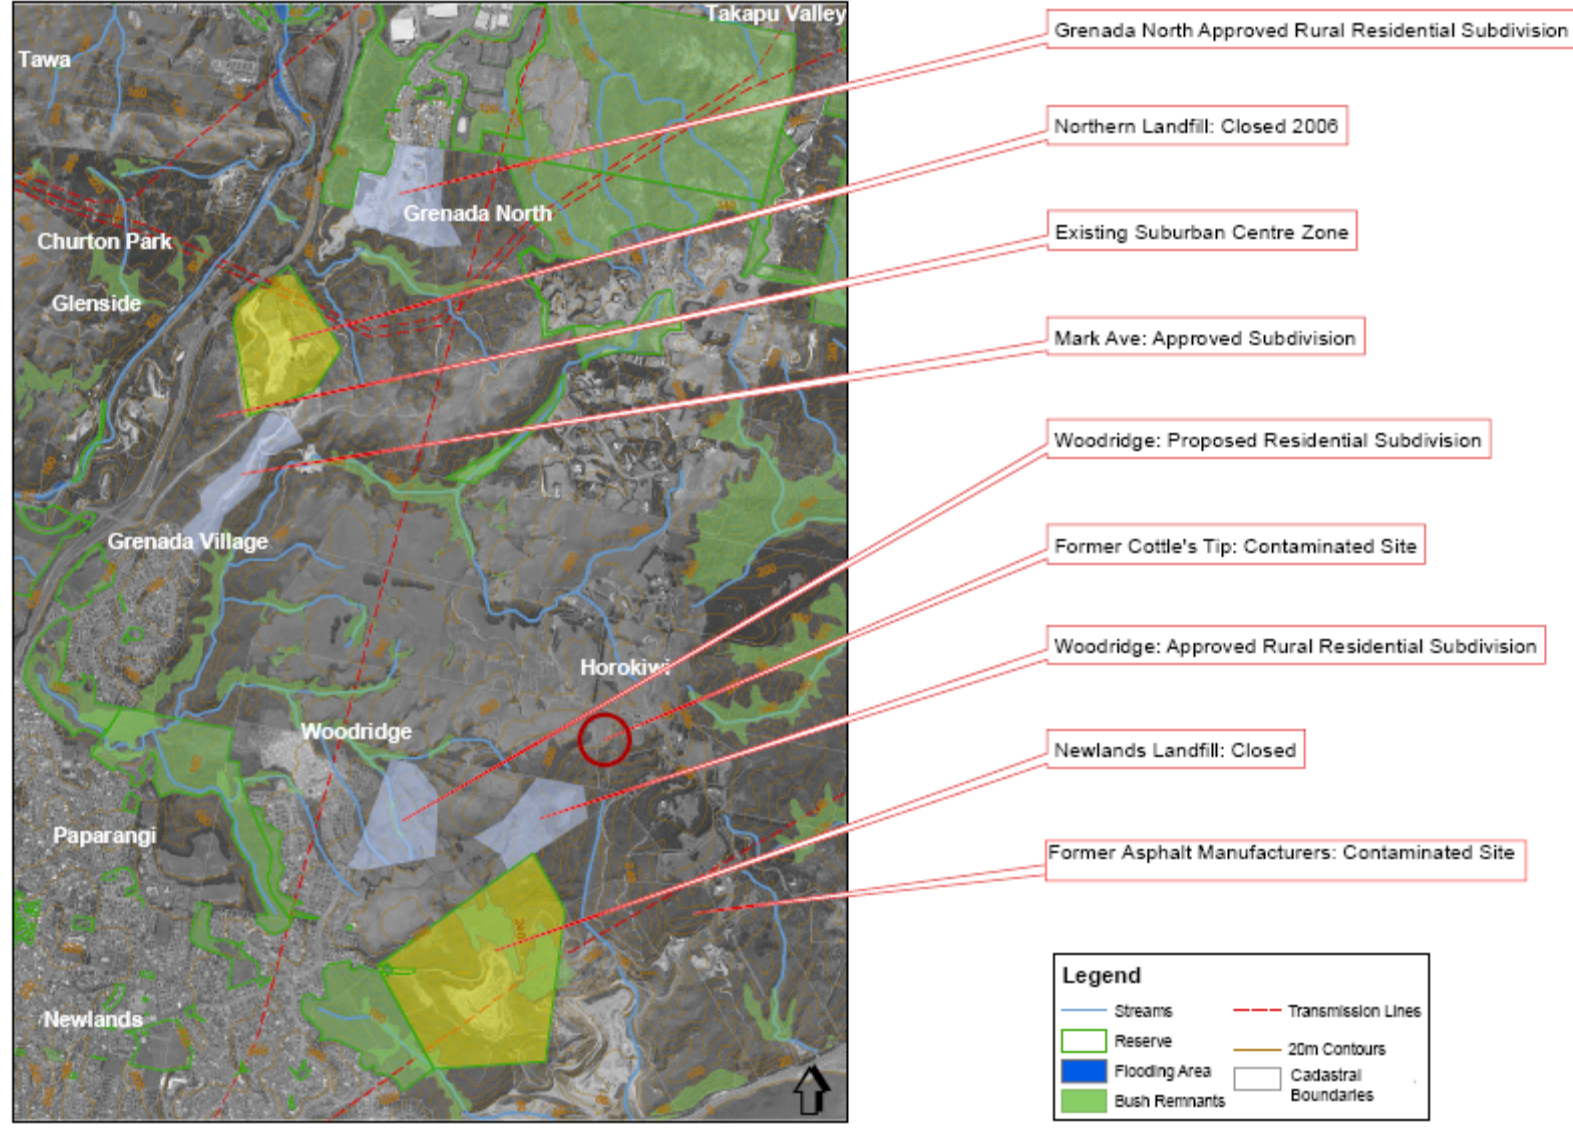 Takapu Valley
Tawa
Grenada North
Churton Park
Glenside
Grenada Village
Horokiwi
Woodridge
Paparangi
Newlands
Grenada North Approved Rural Residential Subdivision
Northern Landfill: Closed 2006
Existing Suburban Centre Zone
Mark Ave: Approved Subdivision
Woodridge: Proposed Residential Subdivision
Former Cottle's Tip: Contaminated Site
Woodridge: Approved Rural Residential Subdivision
Newlands Landfill: Closed
Former Asphalt Manufacturers: Contaminated Site
Legend
Streams
Reserve
Flooding Area
Bush Remnants
Transmission Lines
20m Contours
Cadastral
Boundaries